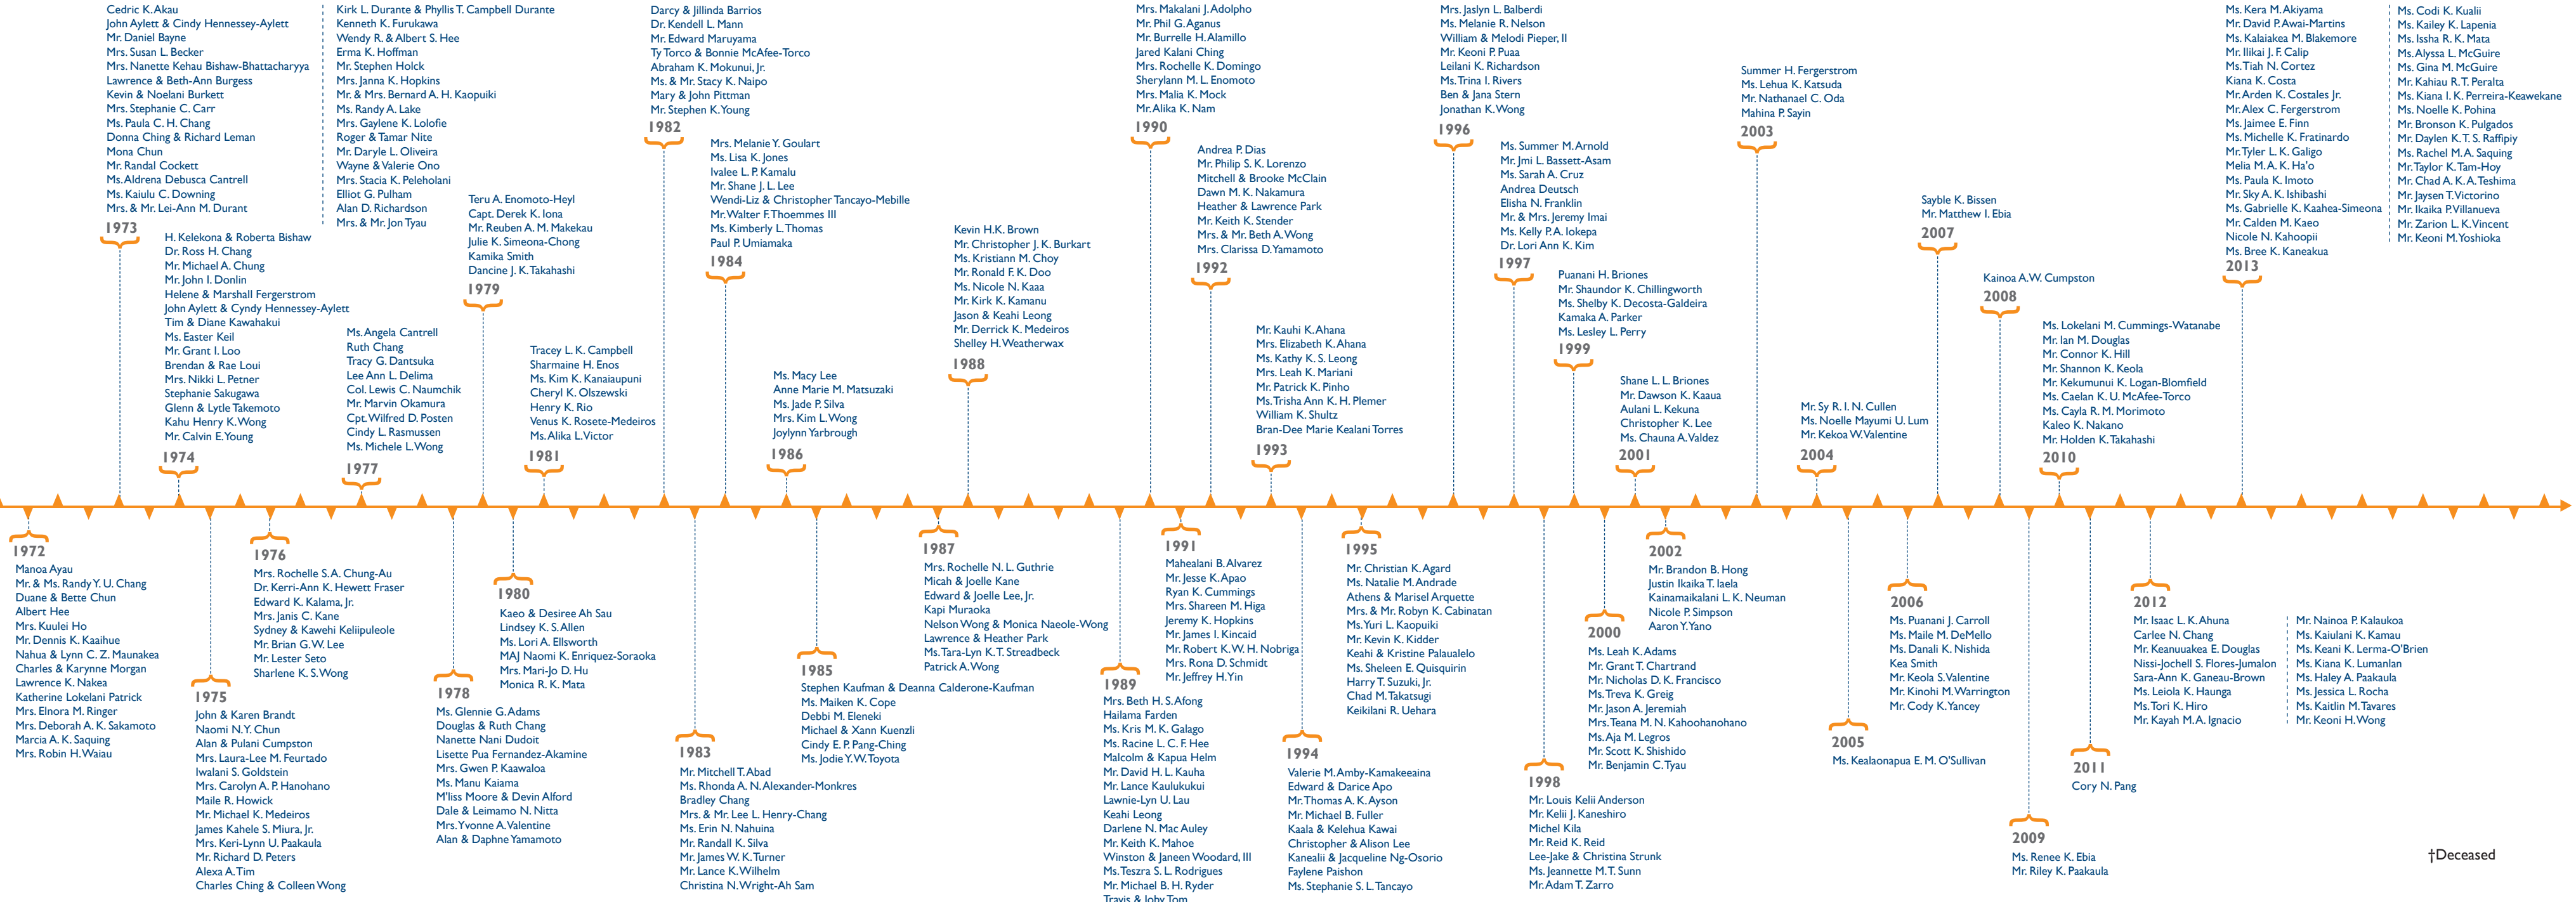 Cedric K. Akau
John Aylett & Cindy Hennessey-Aylett
Mr. Daniel Bayne
Mrs. Susan L. Becker
Mrs. Nanette Kehau Bishaw-Bhattacharyya
Lawrence & Beth-Ann Burgess
Kevin & Noelani Burkett
Mrs. Stephanie C. Carr
Ms. Paula C. H. Chang
Donna Ching & Richard Leman
Mona Chun
Mr. Randal Cockett
Ms. Aldrena Debusca Cantrell
Ms. Kaiulu C. Downing
Mrs. & Mr. Lei-Ann M. Durant
Kirk L. Durante & Phyllis T. Campbell Durante
Kenneth K. Furukawa
Wendy R. & Albert S. Hee
Erma K. Hoffman
Mr. Stephen Holck
Mrs. Janna K. Hopkins
Mr. & Mrs. Bernard A. H. Kaopuiki
Ms. Randy A. Lake
Mrs. Gaylene K. Lolofie
Roger & Tamar Nite
Mr. Daryle L. Oliveira
Wayne & Valerie Ono
Mrs. Stacia K. Peleholani
Elliot G. Pulham
Alan D. Richardson
Mrs. & Mr. Jon Tyau
1973
H. Kelekona & Roberta Bishaw
Dr. Ross H. Chang
Mr. Michael A. Chung
Mr. John I. Donlin
Helene & Marshall Fergerstrom
John Aylett & Cyndy Hennessey-Aylett
Tim & Diane Kawahakui
Ms. Easter Keil
Mr. Grant I. Loo
Brendan & Rae Loui
Mrs. Nikki L. Petner
Stephanie Sakugawa
Glenn & Lytle Takemoto
Kahu Henry K. Wong
Mr. Calvin E. Young
1974
Ms. Angela Cantrell
Ruth Chang
Tracy G. Dantsuka
Lee Ann L. Delima
Col. Lewis C. Naumchik
Mr. Marvin Okamura
Cpt. Wilfred D. Posten
Cindy L. Rasmussen
Ms. Michele L. Wong
1977
Teru A. Enomoto-Heyl
Capt. Derek K. Iona
Mr. Reuben A. M. Makekau
Julie K. Simeona-Chong
Kamika Smith
Dancine J. K. Takahashi
1979
Tracey L. K. Campbell
Sharmaine H. Enos
Ms. Kim K. Kanaiaupuni
Cheryl K. Olszewski
Henry K. Rio
Venus K. Rosete-Medeiros
Ms. Alika L. Victor
1981
Darcy & Jillinda Barrios
Dr. Kendell L. Mann
Mr. Edward Maruyama
Ty Torco & Bonnie McAfee-Torco
Abraham K. Mokunui, Jr.
Ms. & Mr. Stacy K. Naipo
Mary & John Pittman
Mr. Stephen K. Young
1982
Mrs. Melanie Y. Goulart
Ms. Lisa K. Jones
Ivalee L. P. Kamalu
Mr. Shane J. L. Lee
Wendi-Liz & Christopher Tancayo-Mebille
Mr. Walter F. Thoemmes III
Ms. Kimberly L. Thomas
Paul P. Umiamaka
1984
Ms. Macy Lee
Anne Marie M. Matsuzaki
Ms. Jade P. Silva
Mrs. Kim L. Wong
Joylynn Yarbrough
1986
Kevin H.K. Brown
Mr. Christopher J. K. Burkart
Ms. Kristiann M. Choy
Mr. Ronald F. K. Doo
Ms. Nicole N. Kaaa
Mr. Kirk K. Kamanu
Jason & Keahi Leong
Mr. Derrick K. Medeiros
Shelley H. Weatherwax
1988
Mrs. Makalani J. Adolpho
Mr. Phil G. Aganus
Mr. Burrelle H. Alamillo
Jared Kalani Ching
Mrs. Rochelle K. Domingo
Sherylann M. L. Enomoto
Mrs. Malia K. Mock
Mr. Alika K. Nam
1990
Andrea P. Dias
Mr. Philip S. K. Lorenzo
Mitchell & Brooke McClain
Dawn M. K. Nakamura
Heather & Lawrence Park
Mr. Keith K. Stender
Mrs. & Mr. Beth A. Wong
Mrs. Clarissa D. Yamamoto
1992
Mr. Kauhi K. Ahana
Mrs. Elizabeth K. Ahana
Ms. Kathy K. S. Leong
Mrs. Leah K. Mariani
Mr. Patrick K. Pinho
Ms. Trisha Ann K. H. Plemer
William K. Shultz
Bran-Dee Marie Kealani Torres
1993
Mrs. Jaslyn L. Balberdi
Ms. Melanie R. Nelson
William & Melodi Pieper, II
Mr. Keoni P. Puaa
Leilani K. Richardson
Ms. Trina I. Rivers
Ben & Jana Stern
Jonathan K. Wong
1996
Ms. Summer M. Arnold
Mr. Jmi L. Bassett-Asam
Ms. Sarah A. Cruz
Andrea Deutsch
Elisha N. Franklin
Mr. & Mrs. Jeremy Imai
Ms. Kelly P.A. Iokepa
Dr. Lori Ann K. Kim
1997
Puanani H. Briones
Mr. Shaundor K. Chillingworth
Ms. Shelby K. Decosta-Galdeira
Kamaka A. Parker
Ms. Lesley L. Perry
1999
Shane L. L. Briones
Mr. Dawson K. Kaaua
Aulani L. Kekuna
Christopher K. Lee
Ms. Chauna A. Valdez
2001
Summer H. Fergerstrom
Ms. Lehua K. Katsuda
Mr. Nathanael C. Oda
Mahina P. Sayin
2003
Mr. Sy R. I. N. Cullen
Ms. Noelle Mayumi U. Lum
Mr. Kekoa W. Valentine
2004
Sayble K. Bissen
Mr. Matthew I. Ebia
2007
Kainoa A.W. Cumpston
2008
Ms. Lokelani M. Cummings-Watanabe
Mr. Ian M. Douglas
Mr. Connor K. Hill
Mr. Shannon K. Keola
Mr. Kekumunui K. Logan-Blomfield
Ms. Caelan K. U. McAfee-Torco
Ms. Cayla R. M. Morimoto
Kaleo K. Nakano
Mr. Holden K. Takahashi
2010
Ms. Kera M. Akiyama
Mr. David P. Awai-Martins
Ms. Kalaiakea M. Blakemore
Mr. Ilikai J. F. Calip
Ms. Tiah N. Cortez
Kiana K. Costa
Mr. Arden K. Costales Jr.
Mr. Alex C. Fergerstrom
Ms. Jaimee E. Finn
Ms. Michelle K. Fratinardo
Mr. Tyler L. K. Galigo
Melia M. A. K. Ha'o
Ms. Paula K. Imoto
Mr. Sky A. K. Ishibashi
Ms. Gabrielle K. Kaahea-Simeona
Mr. Calden M. Kaeo
Nicole N. Kahoopii
Ms. Bree K. Kaneakua
2013
Ms. Codi K. Kualii
Ms. Kailey K. Lapenia
Ms. Issha R. K. Mata
Ms. Alyssa L. McGuire
Ms. Gina M. McGuire
Mr. Kahiau R. T. Peralta
Ms. Kiana I. K. Perreira-Keawekane
Ms. Noelle K. Pohina
Mr. Bronson K. Pulgados
Mr. Daylen K. T. S. Raffipiy
Ms. Rachel M. A. Saquing
Mr. Taylor K. Tam-Hoy
Mr. Chad A. K. A. Teshima
Mr. Jaysen T. Victorino
Mr. Ikaika P. Villanueva
Mr. Zarion L. K. Vincent
Mr. Keoni M. Yoshioka
1972
Manoa Ayau
Mr. & Ms. Randy Y. U. Chang
Duane & Bette Chun
Albert Hee
Mrs. Kuulei Ho
Mr. Dennis K. Kaaihue
Nahua & Lynn C. Z. Maunakea
Charles & Karynne Morgan
Lawrence K. Nakea
Katherine Lokelani Patrick
Mrs. Elnora M. Ringer
Mrs. Deborah A. K. Sakamoto
Marcia A. K. Saquing
Mrs. Robin H. Waiau
1975
John & Karen Brandt
Naomi N.Y. Chun
Alan & Pulani Cumpston
Mrs. Laura-Lee M. Feurtado
Iwalani S. Goldstein
Mrs. Carolyn A. P. Hanohano
Maile R. Howick
Mr. Michael K. Medeiros
James Kahele S. Miura, Jr.
Mrs. Keri-Lynn U. Paakaula
Mr. Richard D. Peters
Alexa A. Tim
Charles Ching & Colleen Wong
1976
Mrs. Rochelle S.A. Chung-Au
Dr. Kerri-Ann K. Hewett Fraser
Edward K. Kalama, Jr.
Mrs. Janis C. Kane
Sydney & Kawehi Keliipuleole
Mr. Brian G.W. Lee
Mr. Lester Seto
Sharlene K. S. Wong
1978
Ms. Glennie G. Adams
Douglas & Ruth Chang
Nanette Nani Dudoit
Lisette Pua Fernandez-Akamine
Mrs. Gwen P. Kaawaloa
Ms. Manu Kaiama
M'liss Moore & Devin Alford
Dale & Leimamo N. Nitta
Mrs. Yvonne A. Valentine
Alan & Daphne Yamamoto
1980
Kaeo & Desiree Ah Sau
Lindsey K. S. Allen
Ms. Lori A. Ellsworth
MAJ Naomi K. Enriquez-Soraoka
Mrs. Mari-Jo D. Hu
Monica R. K. Mata
1983
Mr. Mitchell T. Abad
Ms. Rhonda A. N. Alexander-Monkres
Bradley Chang
Mrs. & Mr. Lee L. Henry-Chang
Ms. Erin N. Nahuina
Mr. Randall K. Silva
Mr. James W. K. Turner
Mr. Lance K. Wilhelm
Christina N. Wright-Ah Sam
1985
Stephen Kaufman & Deanna Calderone-Kaufman
Ms. Maiken K. Cope
Debbi M. Eleneki
Michael & Xann Kuenzli
Cindy E. P. Pang-Ching
Ms. Jodie Y. W. Toyota
1987
Mrs. Rochelle N. L. Guthrie
Micah & Joelle Kane
Edward & Joelle Lee, Jr.
Kapi Muraoka
Nelson Wong & Monica Naeole-Wong
Lawrence & Heather Park
Ms. Tara-Lyn K.T. Streadbeck
Patrick A. Wong
1989
Mrs. Beth H. S. Afong
Hailama Farden
Ms. Kris M. K. Galago
Ms. Racine L. C. F. Hee
Malcolm & Kapua Helm
Mr. David H. L. Kauha
Mr. Lance Kaulukukui
Lawnie-Lyn U. Lau
Keahi Leong
Darlene N. Mac Auley
Mr. Keith K. Mahoe
Winston & Janeen Woodard, III
Ms. Teszra S. L. Rodrigues
Mr. Michael B. H. Ryder
Travis & Joby Tom
1991
Mahealani B. Alvarez
Mr. Jesse K. Apao
Ryan K. Cummings
Mrs. Shareen M. Higa
Jeremy K. Hopkins
Mr. James I. Kincaid
Mr. Robert K.W. H. Nobriga
Mrs. Rona D. Schmidt
Mr. Jeffrey H. Yin
1994
Valerie M. Amby-Kamakeeaina
Edward & Darice Apo
Mr. Thomas A. K. Ayson
Mr. Michael B. Fuller
Kaala & Kelehua Kawai
Christopher & Alison Lee
Kanealii & Jacqueline Ng-Osorio
Faylene Paishon
Ms. Stephanie S. L. Tancayo
1995
Mr. Christian K. Agard
Ms. Natalie M. Andrade
Athens & Marisel Arquette
Mrs. & Mr. Robyn K. Cabinatan
Ms. Yuri L. Kaopuiki
Mr. Kevin K. Kidder
Keahi & Kristine Palaualelo
Ms. Sheleen E. Quisquirin
Harry T. Suzuki, Jr.
Chad M. Takatsugi
Keikilani R. Uehara
1998
Mr. Louis Kelii Anderson
Mr. Kelii J. Kaneshiro
Michel Kila
Mr. Reid K. Reid
Lee-Jake & Christina Strunk
Ms. Jeannette M. T. Sunn
Mr. Adam T. Zarro
2000
Ms. Leah K. Adams
Mr. Grant T. Chartrand
Mr. Nicholas D. K. Francisco
Ms. Treva K. Greig
Mr. Jason A. Jeremiah
Mrs. Teana M. N. Kahoohanohano
Ms. Aja M. Legros
Mr. Scott K. Shishido
Mr. Benjamin C. Tyau
2002
Mr. Brandon B. Hong
Justin Ikaika T. Iaela
Kainamaikalani L. K. Neuman
Nicole P. Simpson
Aaron Y. Yano
2005
Ms. Kealaonapua E. M. O'Sullivan
2006
Ms. Puanani J. Carroll
Ms. Maile M. DeMello
Ms. Danali K. Nishida
Kea Smith
Mr. Keola S. Valentine
Mr. Kinohi M. Warrington
Mr. Cody K. Yancey
2009
Ms. Renee K. Ebia
Mr. Riley K. Paakaula
2011
Cory N. Pang
2012
Mr. Isaac L. K. Ahuna
Carlee N. Chang
Mr. Keanuuakea E. Douglas
Nissi-Jochell S. Flores-Jumalon
Sara-Ann K. Ganeau-Brown
Ms. Leiola K. Haunga
Ms. Tori K. Hiro
Mr. Kayah M. A. Ignacio
Mr. Nainoa P. Kalaukoa
Ms. Kaiulani K. Kamau
Ms. Keani K. Lerma-O'Brien
Ms. Kiana K. Lumanlan
Ms. Haley A. Paakaula
Ms. Jessica L. Rocha
Ms. Kaitlin M. Tavares
Mr. Keoni H. Wong
†Deceased